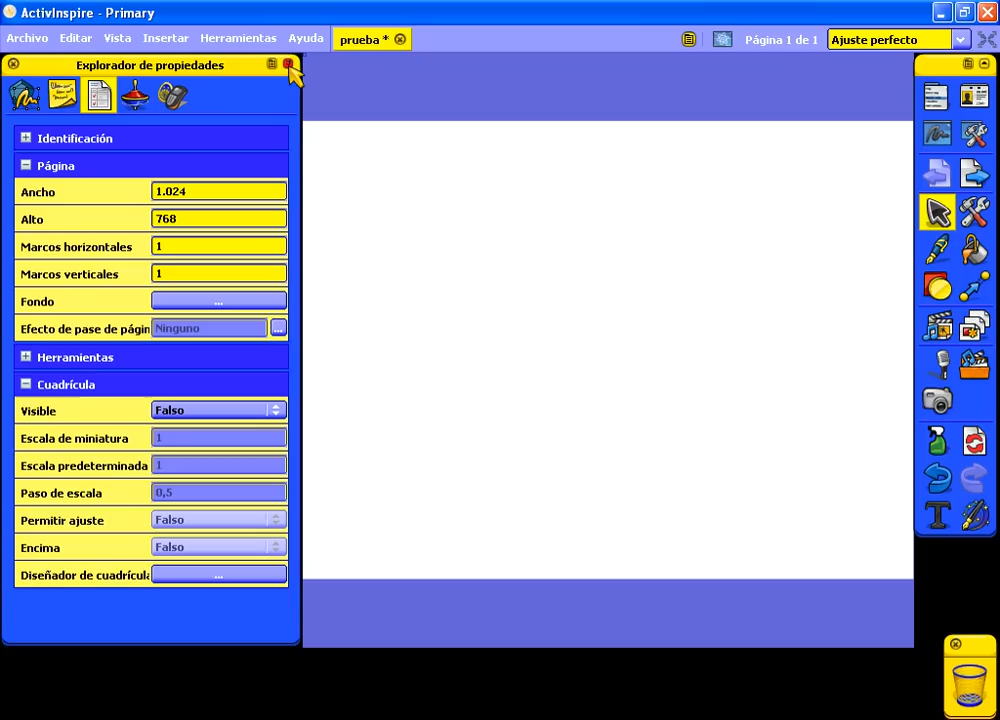 ActivInspire - Primary
Archivo Editar Vista Insertar Herramientas Ayuda
prueba *
Página 1 de 1
Ajuste perfecto
Explorador de propiedades
Identificación
Página
Ancho 1.024
Alto 768
Marcos horizontales 1
Marcos verticales 1
Fondo ...
Efecto de pase de págin Ninguno ...
Herramientas
Cuadrícula
Visible Falso
Escala de miniatura 1
Escala predeterminada 1
Paso de escala 0,5
Permitir ajuste Falso
Encima Falso
Diseñador de cuadrícula ...